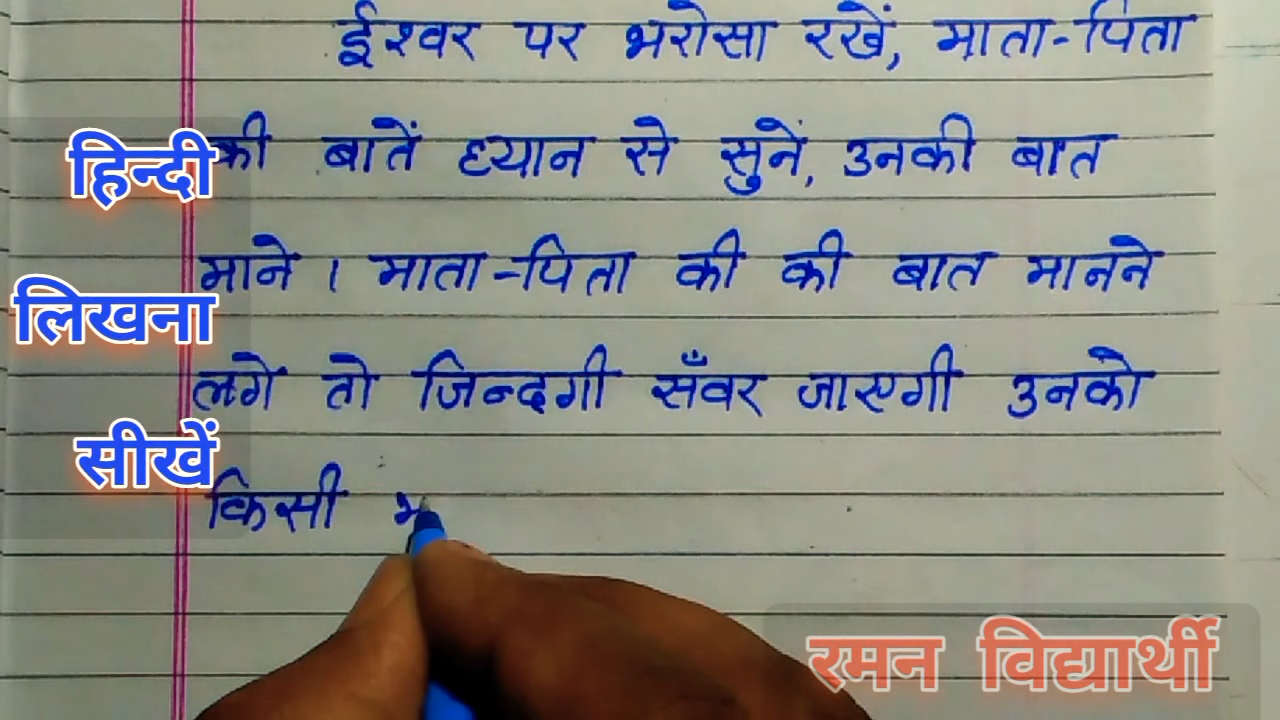 ईश्वर पर भरोसा रखें, माता-पिता
की बातें ध्यान से सुनें, उनकी बात
माने । माता-पिता की की बात मानने
लगे तो जिन्दगी सँवर जाएगी उनको
किसी
हिन्दी
लिखना
सीखें
रमन विद्यार्थी